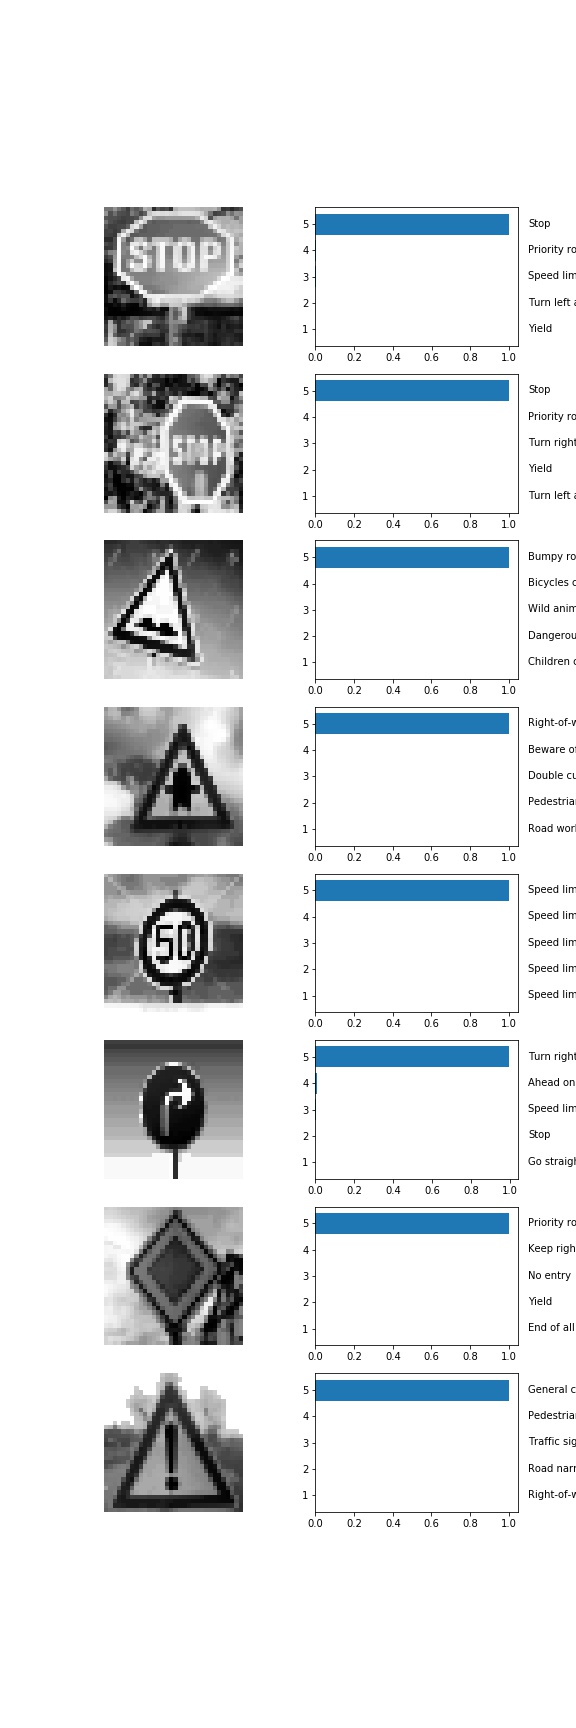 STOP
5 Stop
4 Priority ro
3 Speed lim
2 Turn left a
1 Yield
0.0 0.2 0.4 0.6 0.8 1.0
STOP
5 Stop
4 Priority ro
3 Turn right
2 Yield
1 Turn left a
0.0 0.2 0.4 0.6 0.8 1.0
5 Bumpy ro
4 Bicycles c
3 Wild anim
2 Dangerou
1 Children c
0.0 0.2 0.4 0.6 0.8 1.0
5 Right-of-w
4 Beware of
3 Double cu
2 Pedestrian
1 Road work
0.0 0.2 0.4 0.6 0.8 1.0
50
5 Speed lim
4 Speed lim
3 Speed lim
2 Speed lim
1 Speed lim
0.0 0.2 0.4 0.6 0.8 1.0
5 Turn right
4 Ahead on
3 Speed lim
2 Stop
1 Go straigh
0.0 0.2 0.4 0.6 0.8 1.0
5 Priority ro
4 Keep righ
3 No entry
2 Yield
1 End of all
0.0 0.2 0.4 0.6 0.8 1.0
!
5 General c
4 Pedestrian
3 Traffic sig
2 Road narr
1 Right-of-w
0.0 0.2 0.4 0.6 0.8 1.0